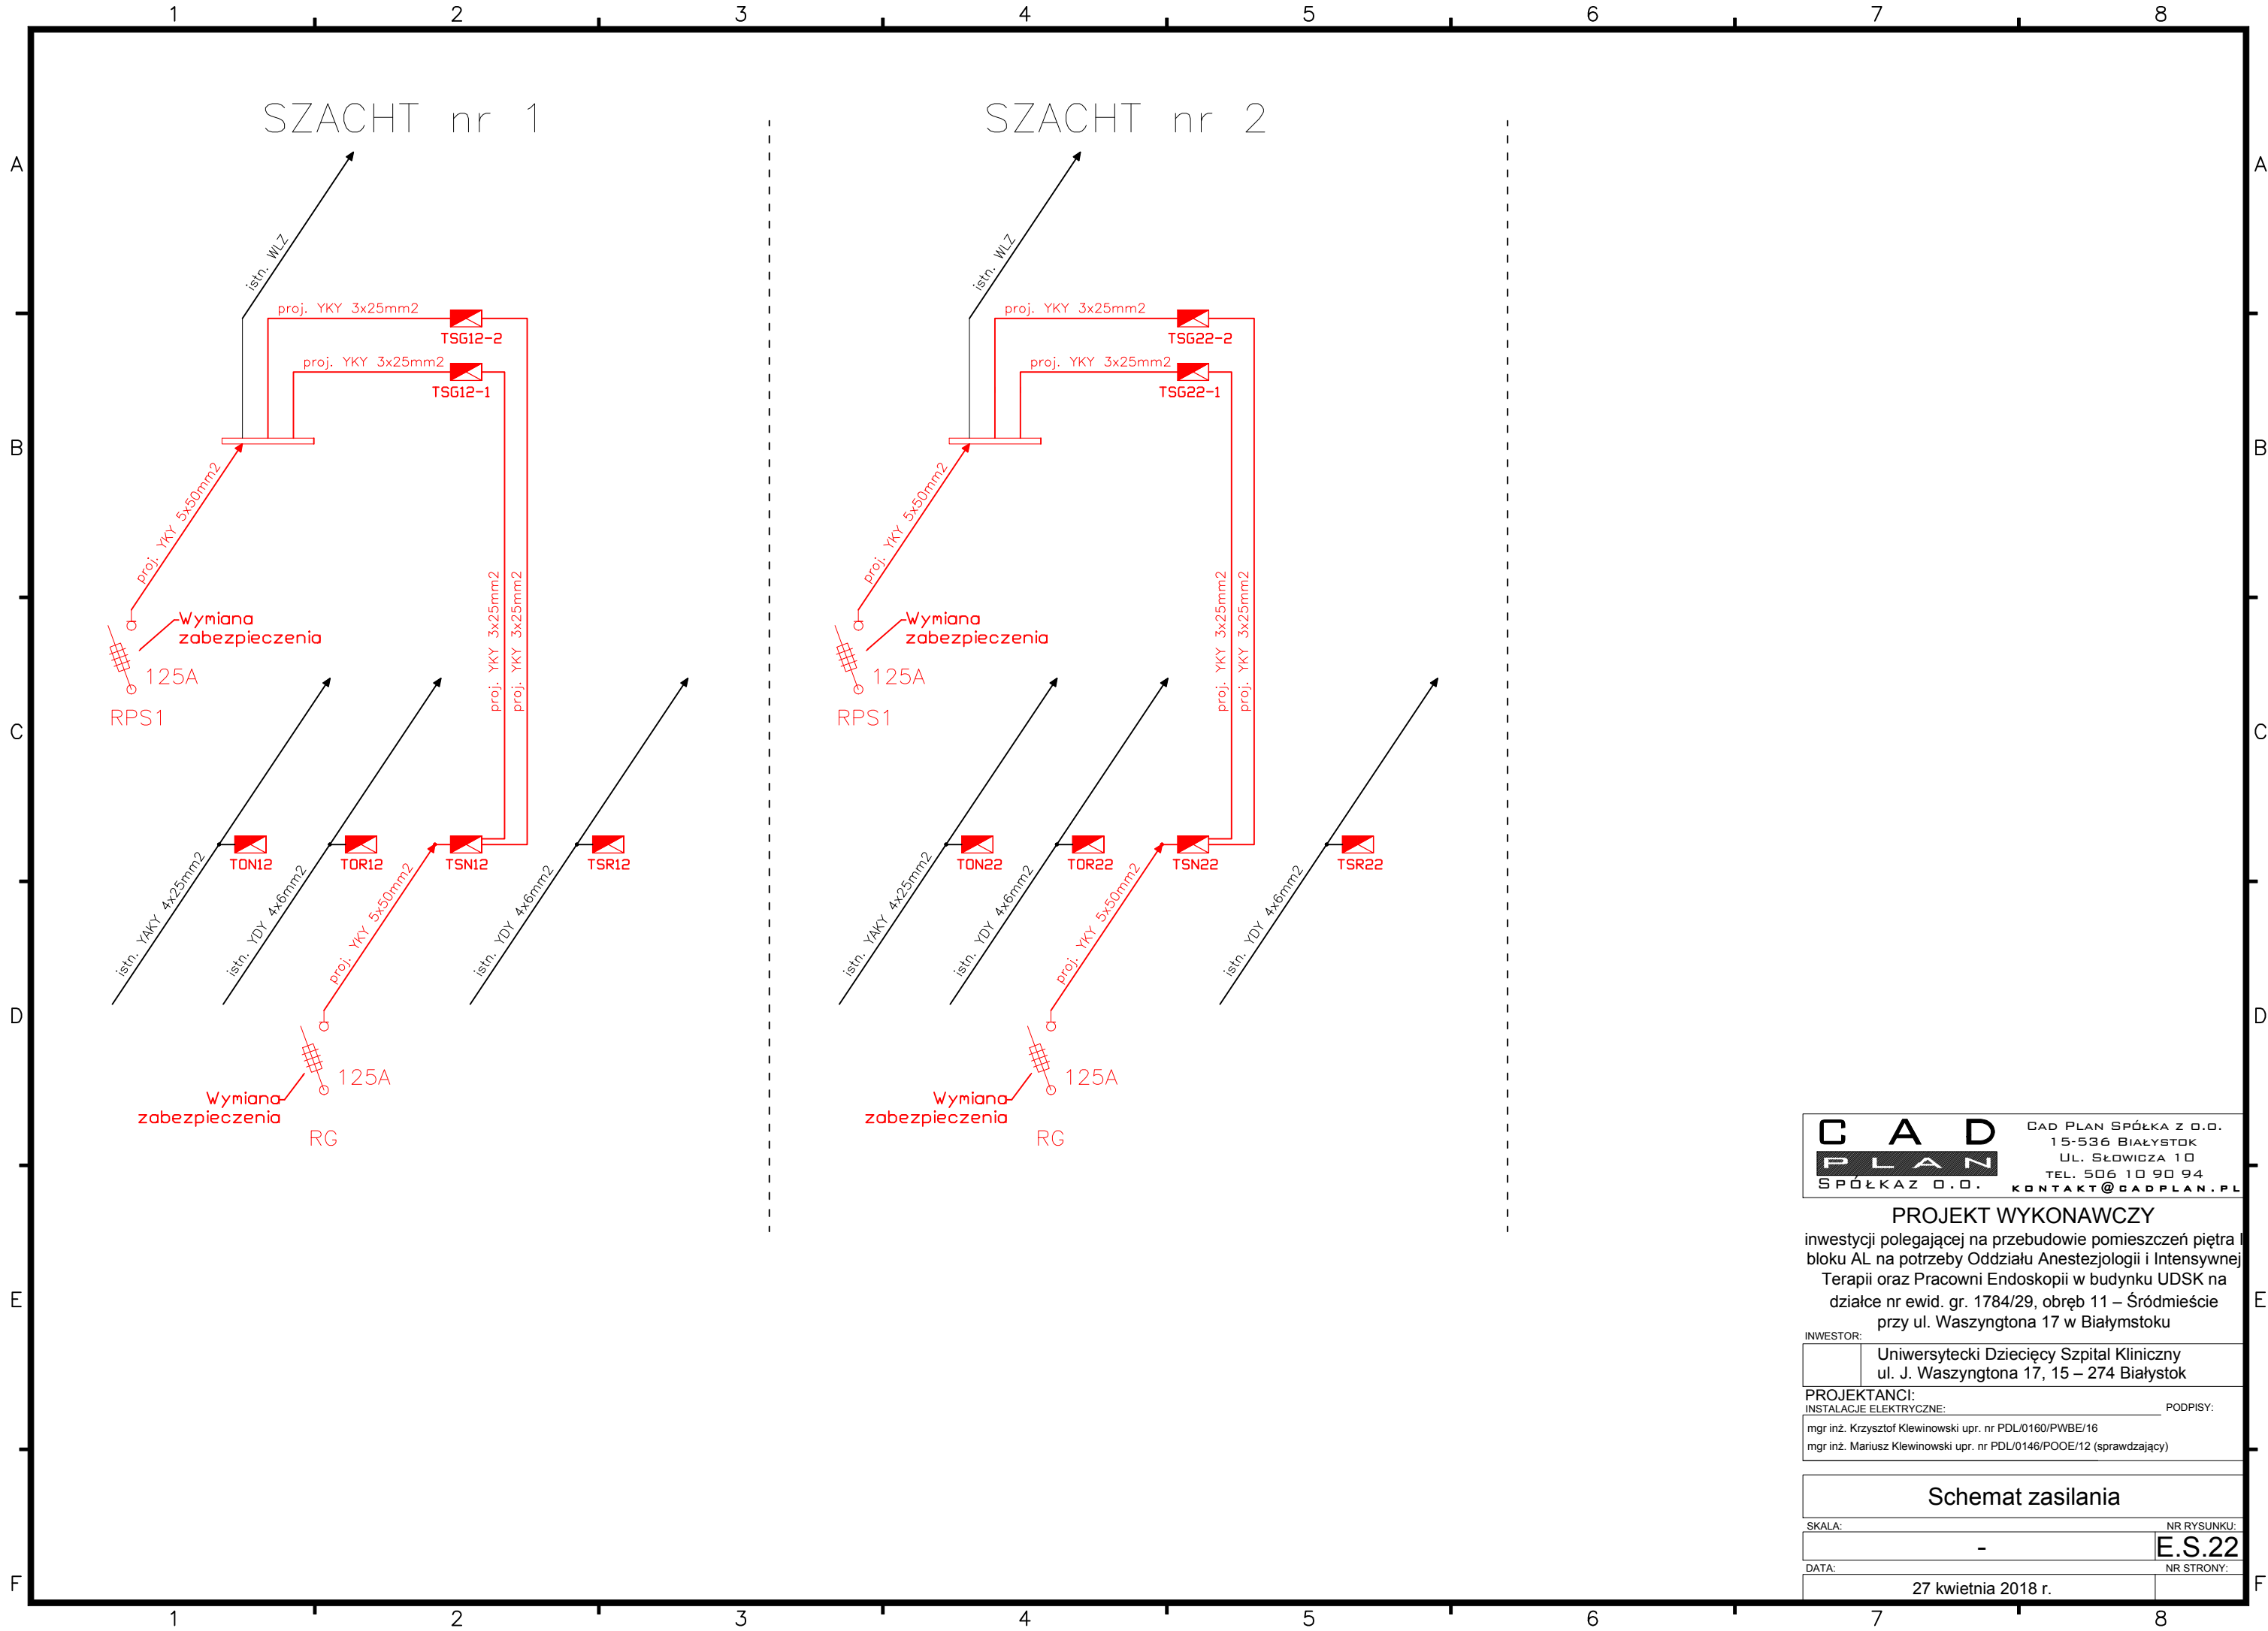 1 2 3 4 5 6 7 8
SZACHT nr 1
istn. WLZ
proj. YKY 3x25mm2
TSG12-2
proj. YKY 3x25mm2
TSG12-1
proj. YKY 5x50mm2
Wymiana
zabezpieczenia
125A
RPS1
proj. YKY 3x25mm2
proj. YKY 3x25mm2
TON12
TOR12
TSN12
TSR12
istn. YAKY 4x25mm2
istn. YDY 4x6mm2
proj. YKY 5x50mm2
istn. YDY 4x6mm2
125A
Wymiana
zabezpieczenia
RG
SZACHT nr 2
istn. WLZ
proj. YKY 3x25mm2
TSG22-2
proj. YKY 3x25mm2
TSG22-1
proj. YKY 5x50mm2
Wymiana
zabezpieczenia
125A
RPS1
proj. YKY 3x25mm2
proj. YKY 3x25mm2
TON22
TOR22
TSN22
TSR22
istn. YAKY 4x25mm2
istn. YDY 4x6mm2
proj. YKY 5x50mm2
istn. YDY 4x6mm2
125A
Wymiana
zabezpieczenia
RG
A A
B B
C C
D D
E E
F F
CAD
PLAN
SPÓŁKAZ O.O.
CAD PLAN SPÓŁKA Z O.O.
15-536 BIAŁYSTOK
UL. SŁOWICZA 10
TEL. 506 10 90 94
KONTAKT@CADPLAN.PL
PROJEKT WYKONAWCZY
inwestycji polegającej na przebudowie pomieszczeń piętra I
bloku AL na potrzeby Oddziału Anestezjologii i Intensywnej
Terapii oraz Pracowni Endoskopii w budynku UDSK na
działce nr ewid. gr. 1784/29, obręb 11 – Śródmieście
przy ul. Waszyngtona 17 w Białymstoku
INWESTOR:
Uniwersytecki Dziecięcy Szpital Kliniczny
ul. J. Waszyngtona 17, 15 – 274 Białystok
PROJEKTANCI:
INSTALACJE ELEKTRYCZNE: PODPISY:
mgr inż. Krzysztof Klewinowski upr. nr PDL/0160/PWBE/16
mgr inż. Mariusz Klewinowski upr. nr PDL/0146/POOE/12 (sprawdzający)
Schemat zasilania
SKALA: NR RYSUNKU:
- E.S.22
DATA: NR STRONY:
27 kwietnia 2018 r.
1 2 3 4 5 6 7 8